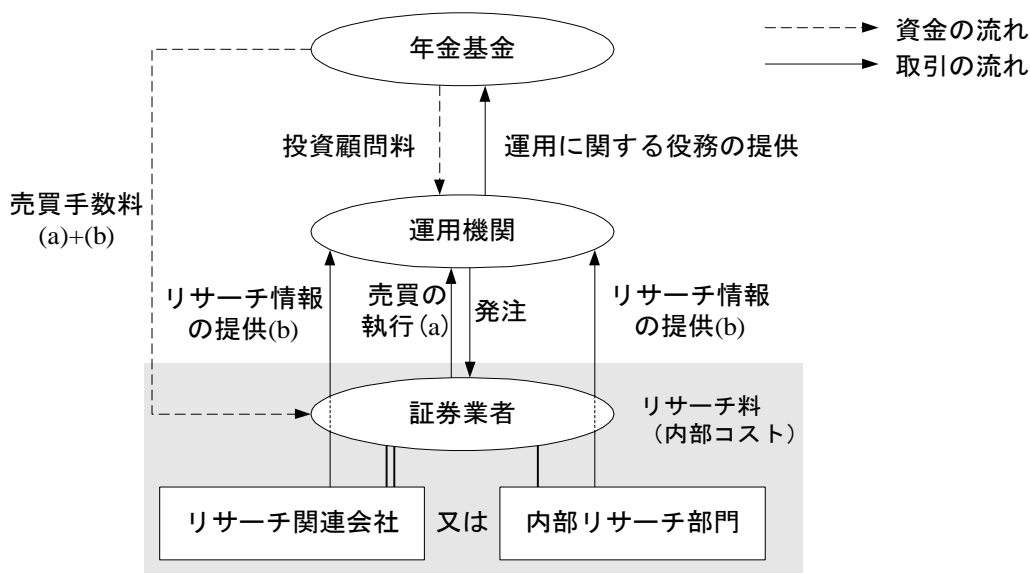 年金基金
資金の流れ
取引の流れ
投資顧問料
運用に関する役務の提供
売買手数料
(a)+(b)
運用機関
リサーチ情報
の提供(b)
売買の
執行(a)
発注
リサーチ情報
の提供(b)
証券業者
リサーチ料
（内部コスト）
リサーチ関連会社
又は
内部リサーチ部門